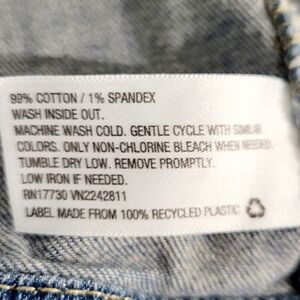 99% COTTON / 1% SPANDEX
WASH INSIDE OUT.
MACHINE WASH COLD. GENTLE CYCLE WITH SIMILAR
COLORS. ONLY NON-CHLORINE BLEACH WHEN NEEDED.
TUMBLE DRY LOW. REMOVE PROMPTLY.
LOW IRON IF NEEDED.
RN17730 VN2242811
LABEL MADE FROM 100% RECYCLED PLASTIC